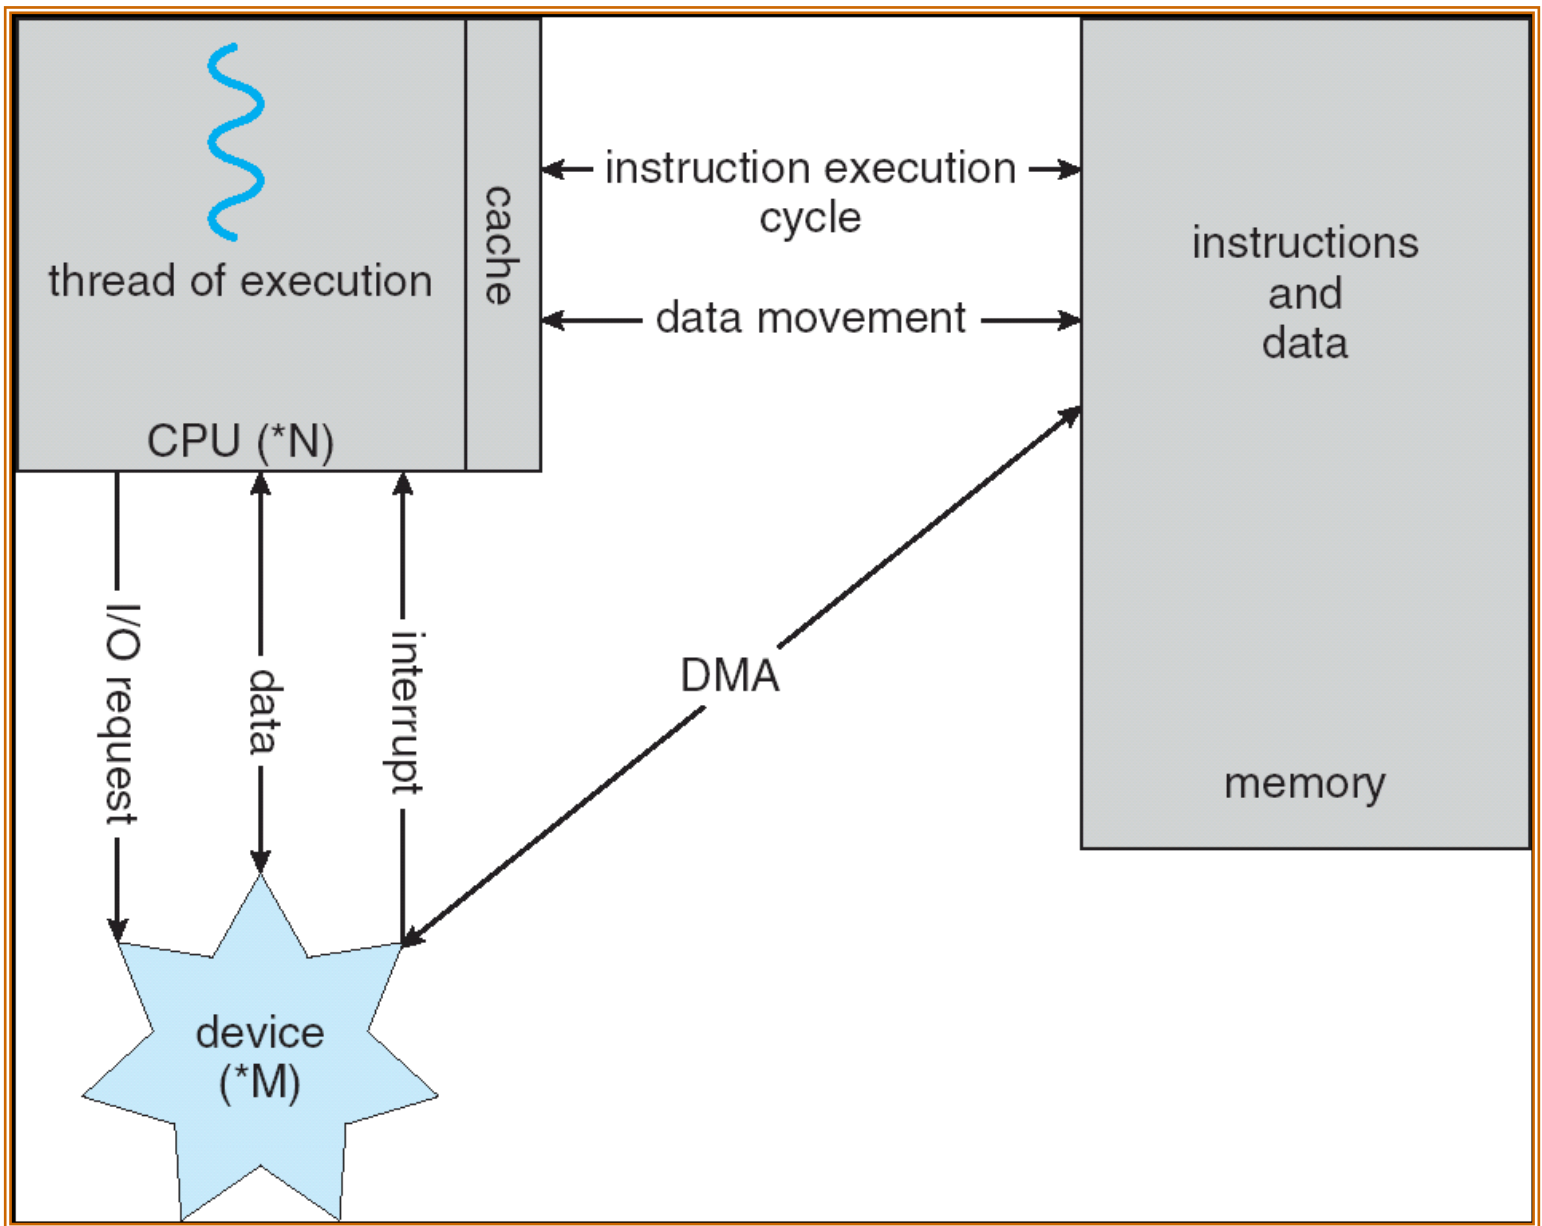 thread of execution
CPU (*N)
cache
instruction execution
cycle
data movement
instructions
and
data
memory
I/O request
data
interrupt
DMA
device
(*M)